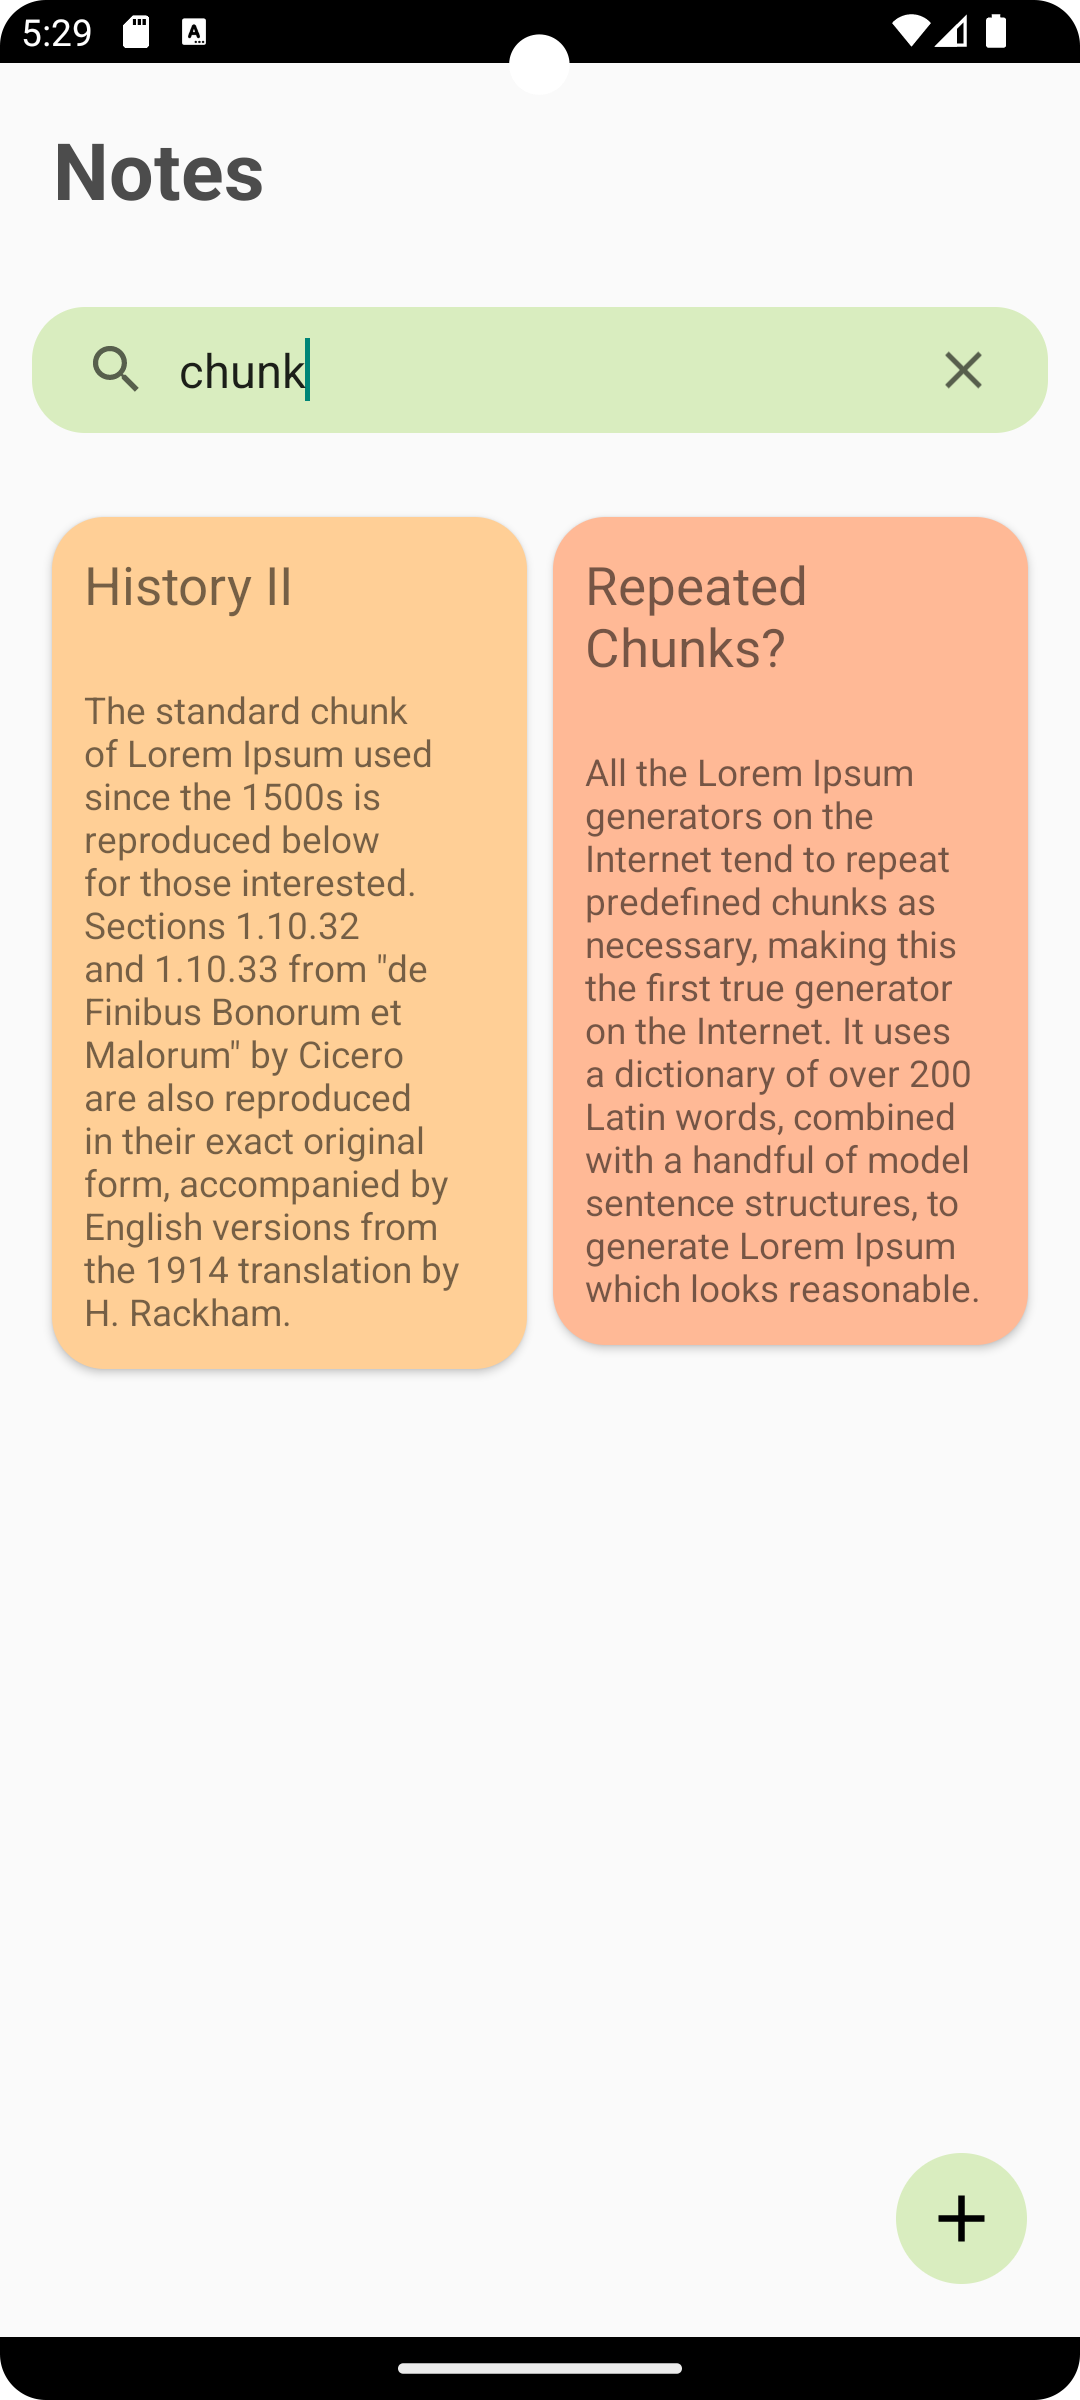 5:29
Notes
chunk
History II
The standard chunk
of Lorem Ipsum used
since the 1500s is
reproduced below
for those interested.
Sections 1.10.32
and 1.10.33 from "de
Finibus Bonorum et
Malorum" by Cicero
are also reproduced
in their exact original
form, accompanied by
English versions from
the 1914 translation by
H. Rackham.
Repeated
Chunks?
All the Lorem Ipsum
generators on the
Internet tend to repeat
predefined chunks as
necessary, making this
the first true generator
on the Internet. It uses
a dictionary of over 200
Latin words, combined
with a handful of model
sentence structures, to
generate Lorem Ipsum
which looks reasonable.